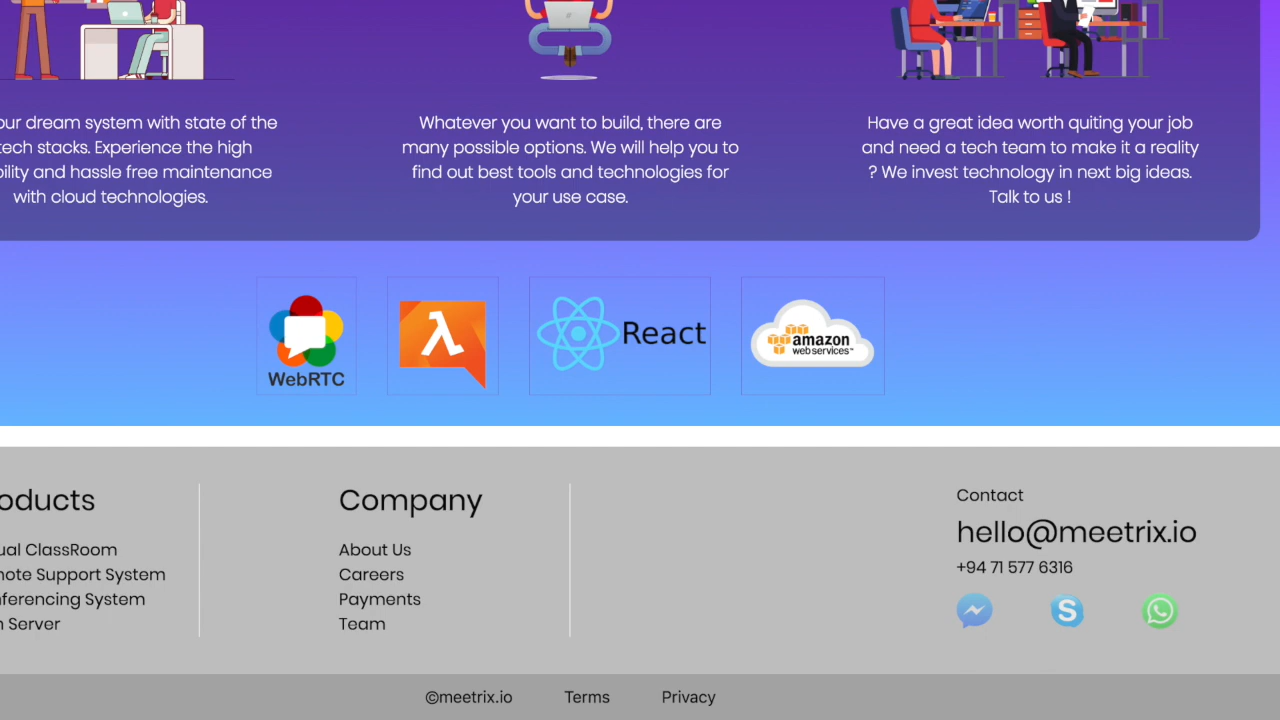 our dream system with state of the
tech stacks. Experience the high
bility and hassle free maintenance
with cloud technologies.
Whatever you want to build, there are
many possible options. We will help you to
find out best tools and technologies for
your use case.
Have a great idea worth quiting your job
and need a tech team to make it a reality
? We invest technology in next big ideas.
Talk to us !
WebRTC
λ
React
amazon
web services™
oducts
ual ClassRoom
mote Support System
nferencing System
n Server
Company
About Us
Careers
Payments
Team
Contact
hello@meetrix.io
+94 71 577 6316
S
©meetrix.io
Terms
Privacy